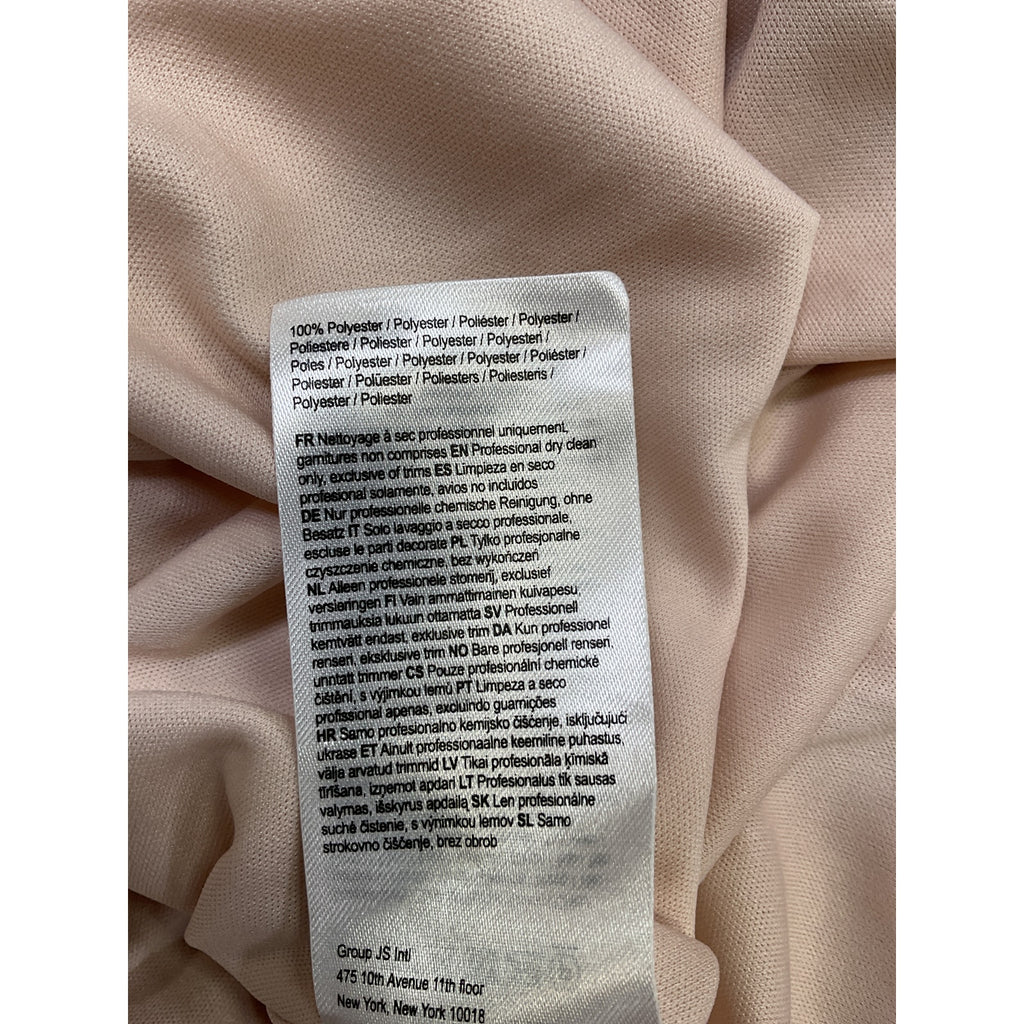 100% Polyester / Polyester / Poliéster / Polyester /
Poliestere / Poliester / Polyester / Polyesteri /
Poles / Polyester / Polyester / Polyester / Poliéster /
Poliester / Polüester / Poliesters / Poliesteris /
Polyester / Poliester
FR Nettoyage à sec professionnel uniquement,
garnitures non comprises EN Professional dry clean
only, exclusive of trims ES Limpieza en seco
profesional solamente, avios no incluidos
DE Nur professionelle chemische Reinigung, ohne
Besatz IT Solo lavaggio a secco professionale,
escluse le parti decorate PL Tylko profesjonalne
czyszczenie chemiczne, bez wykończeń
NL Alleen professionele stomerij, exclusief
versieringen FI Vain ammattimainen kuivapesu,
trimmauksia lukuun ottamatta SV Professionell
kemtvätt endast, exklusive trim DA Kun professionel
renseri, eksklusive trim NO Bare profesjonell renseri,
unntatt trimmer CS Pouze profesionální chemické
čištění, s výjimkou lemů PT Limpeza a seco
profissional apenas, excluindo guarnições
HR Samo profesionalno kemijsko čišćenje, isključujući
ukrase ET Ainult professionaalne keemiline puhastus,
välja arvatud trimmid LV Tikai profesionāla ķīmiskā
tīrīšana, izņemot apdari LT Profesionalus tik sausas
valymas, išskyrus apdailą SK Len profesionálne
suché čistenie, s výnimkou lemov SL Samo
strokovno čiščenje, brez obrob
Group JS Intl
475 10th Avenue 11th floor
New York, New York 10018